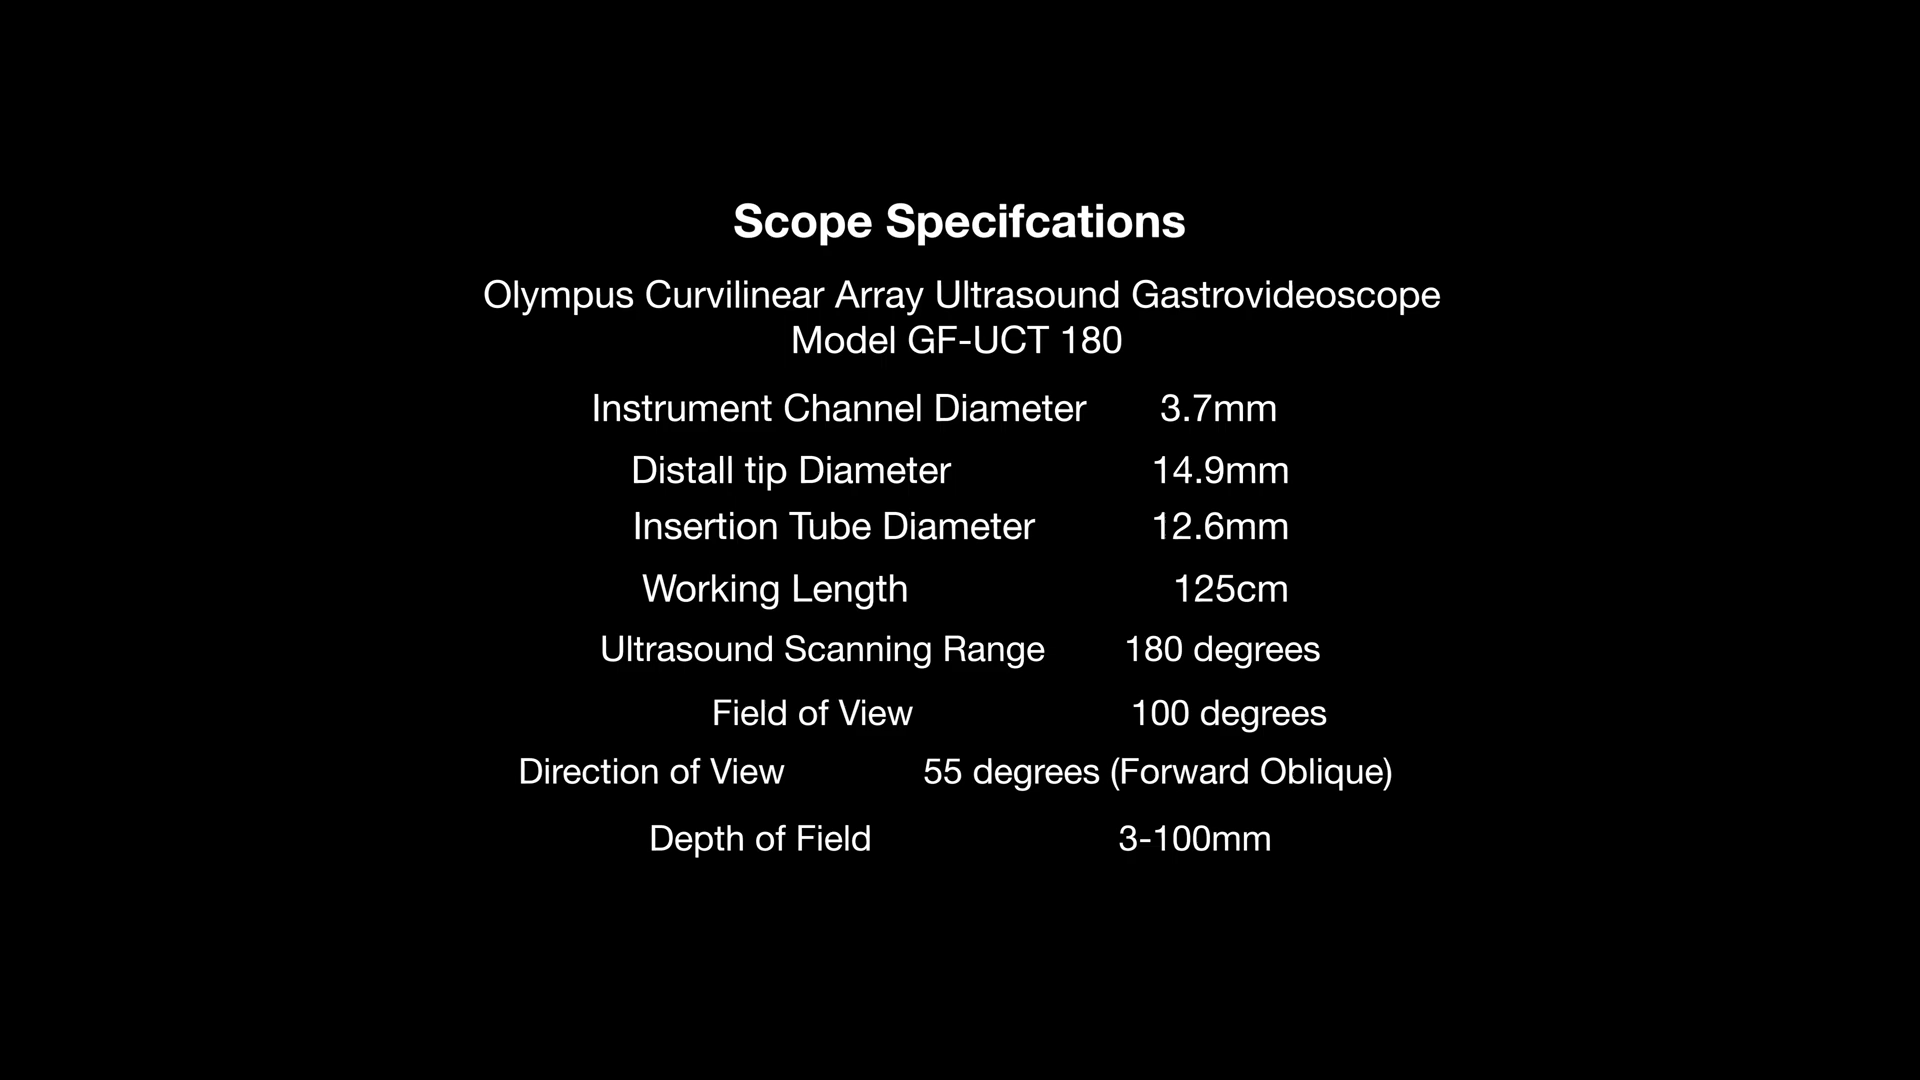 Scope Specifcations
Olympus Curvilinear Array Ultrasound Gastrovideoscope
Model GF-UCT 180
Instrument Channel Diameter 3.7mm
Distall tip Diameter 14.9mm
Insertion Tube Diameter 12.6mm
Working Length 125cm
Ultrasound Scanning Range 180 degrees
Field of View 100 degrees
Direction of View 55 degrees (Forward Oblique)
Depth of Field 3-100mm